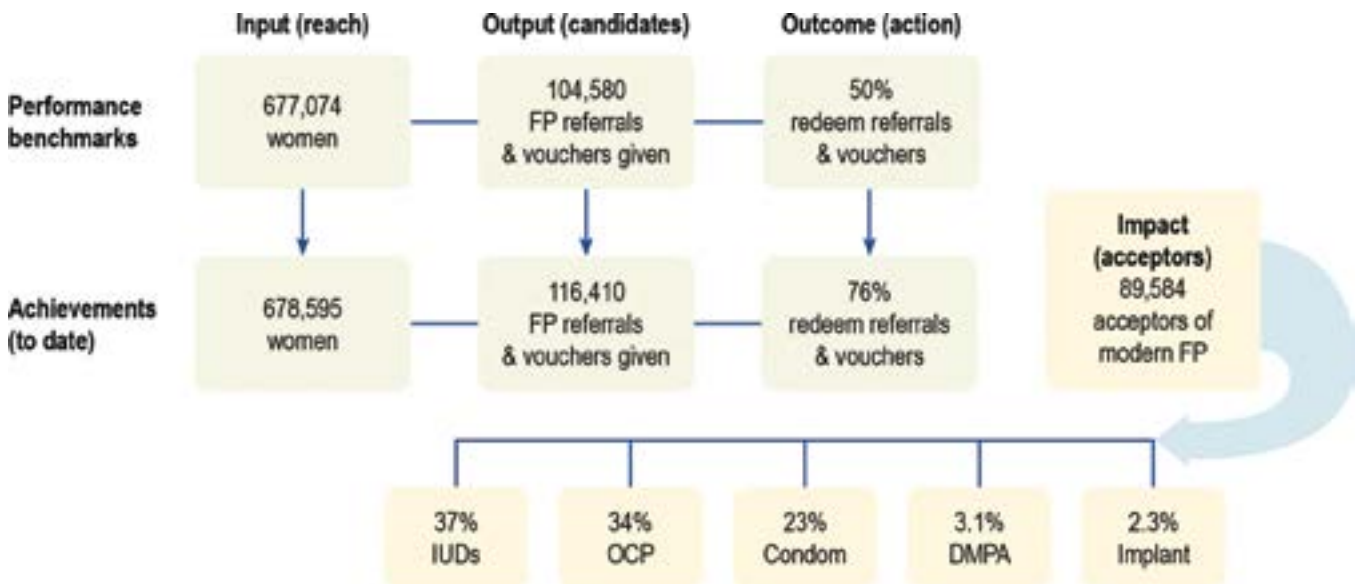 Input (reach)
Output (candidates)
Outcome (action)
Performance
benchmarks
677,074
women
104,580
FP referrals
& vouchers given
50%
redeem referrals
& vouchers
Achievements
(to date)
678,595
women
116,410
FP referrals
& vouchers given
76%
redeem referrals
& vouchers
Impact
(acceptors)
89,584
acceptors of
modern FP
37%
IUDs
34%
OCP
23%
Condom
3.1%
DMPA
2.3%
Implant